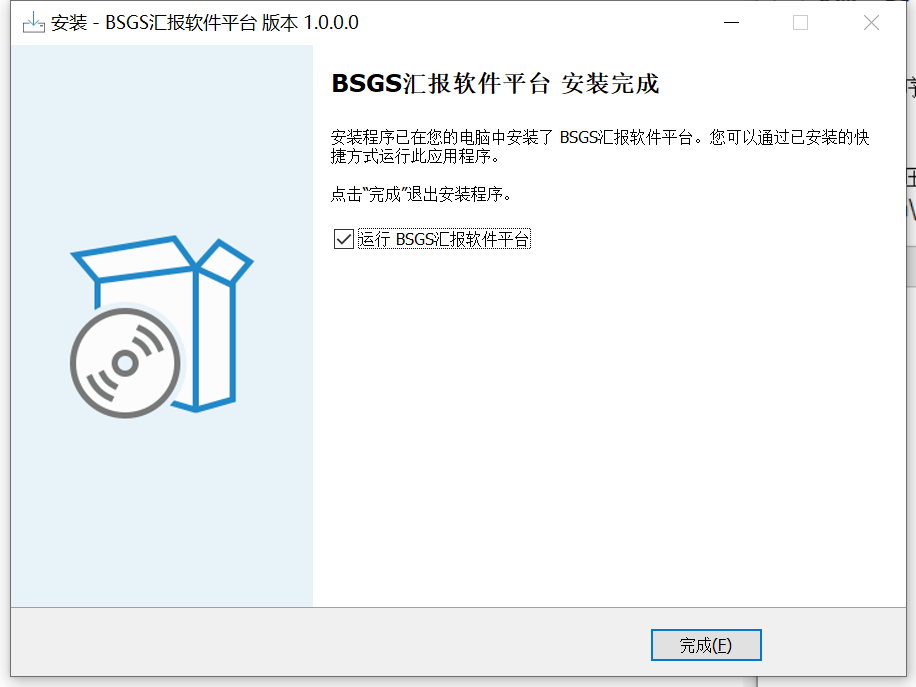 安装 - BSGS汇报软件平台 版本 1.0.0.0
BSGS汇报软件平台 安装完成
安装程序已在您的电脑中安装了 BSGS汇报软件平台。您可以通过已安装的快
捷方式运行此应用程序。
点击“完成”退出安装程序。
运行 BSGS汇报软件平台
完成(F)